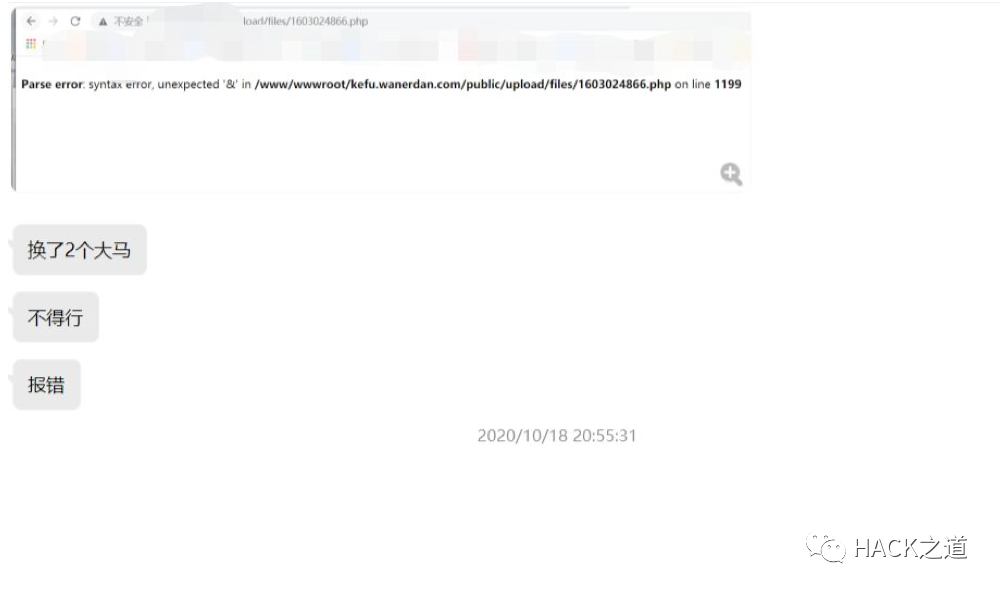 不安全
load/files/1603024866.php
Parse error: syntax error, unexpected '&' in /www/wwwroot/kefu.wanerdan.com/public/upload/files/1603024866.php on line 1199
换了2个大马
不得行
报错
2020/10/18 20:55:31
HACK之道